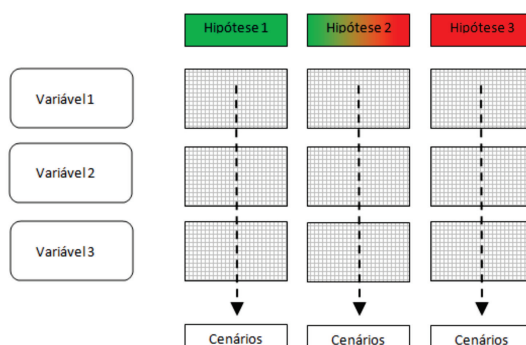 Hipótese 1
Hipótese 2
Hipótese 3
Variável 1
Variável 2
Variável 3
Cenários
Cenários
Cenários